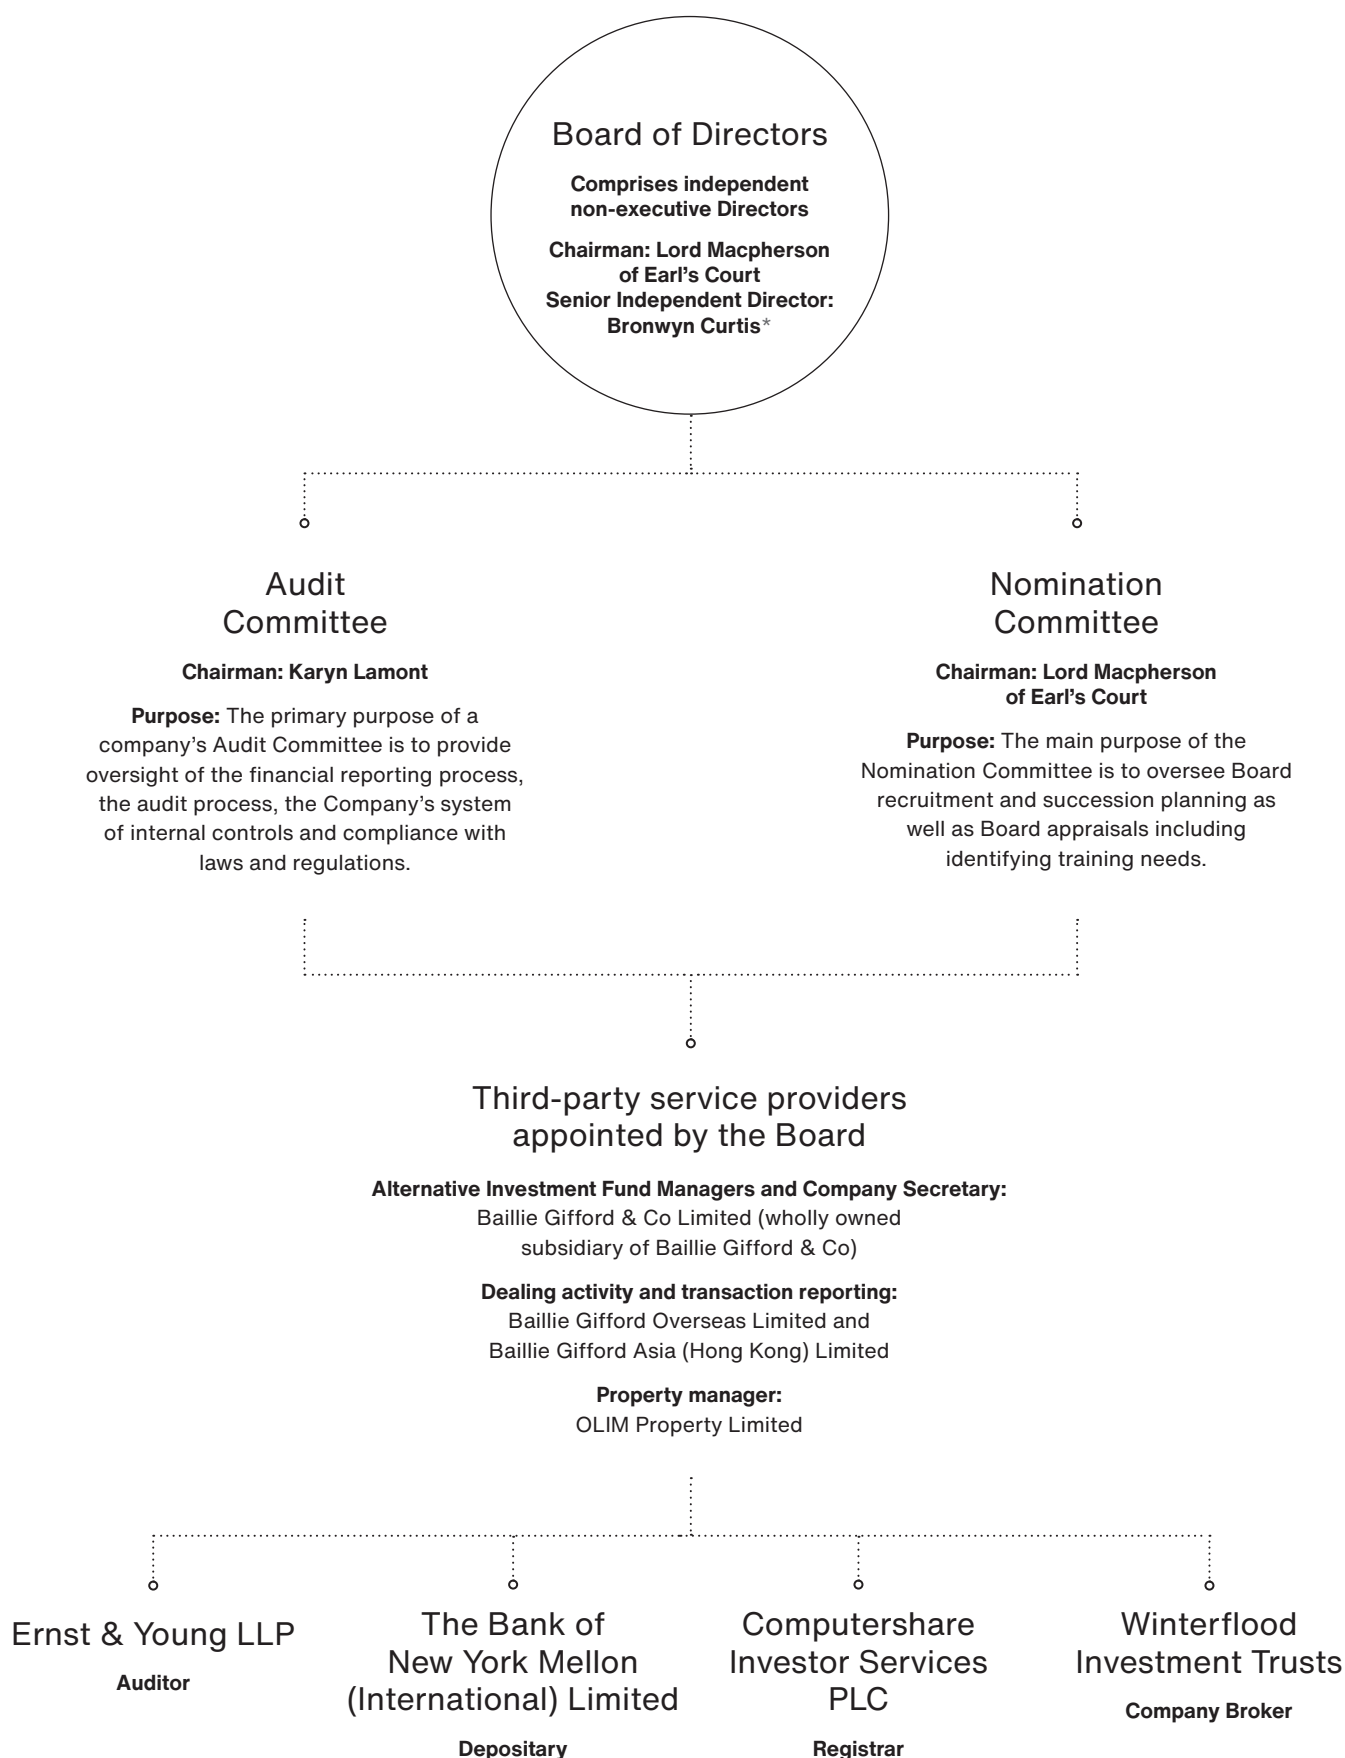 Board of Directors
Comprises independent
non-executive Directors
Chairman: Lord Macpherson
of Earl’s Court
Senior Independent Director:
Bronwyn Curtis*
Audit
Committee
Chairman: Karyn Lamont
Purpose: The primary purpose of a
company’s Audit Committee is to provide
oversight of the financial reporting process,
the audit process, the Company’s system
of internal controls and compliance with
laws and regulations.
Nomination
Committee
Chairman: Lord Macpherson
of Earl’s Court
Purpose: The main purpose of the
Nomination Committee is to oversee Board
recruitment and succession planning as
well as Board appraisals including
identifying training needs.
Third-party service providers
appointed by the Board
Alternative Investment Fund Managers and Company Secretary:
Baillie Gifford & Co Limited (wholly owned
subsidiary of Baillie Gifford & Co)
Dealing activity and transaction reporting:
Baillie Gifford Overseas Limited and
Baillie Gifford Asia (Hong Kong) Limited
Property manager:
OLIM Property Limited
Ernst & Young LLP
Auditor
The Bank of
New York Mellon
(International) Limited
Depositary
Computershare
Investor Services
PLC
Registrar
Winterflood
Investment Trusts
Company Broker